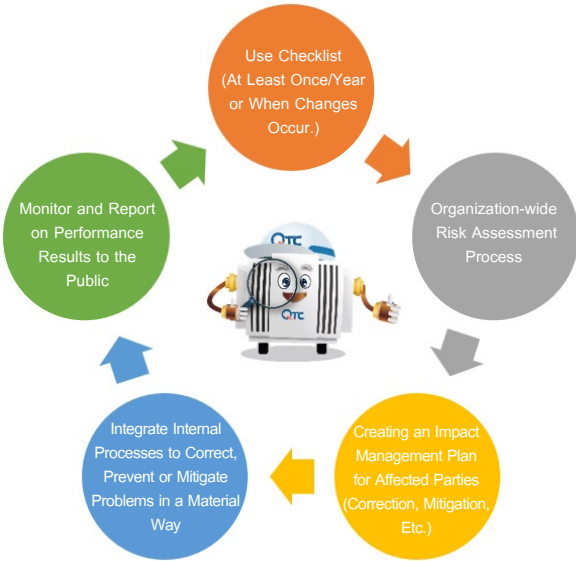 Use Checklist
(At Least Once/Year
or When Changes
Occur.)
Organization-wide
Risk Assessment
Process
Creating an Impact
Management Plan
for Affected Parties
(Correction, Mitigation,
Etc.)
Integrate Internal
Processes to Correct,
Prevent or Mitigate
Problems in a Material
Way
Monitor and Report
on Performance
Results to the
Public
QTC
QTC